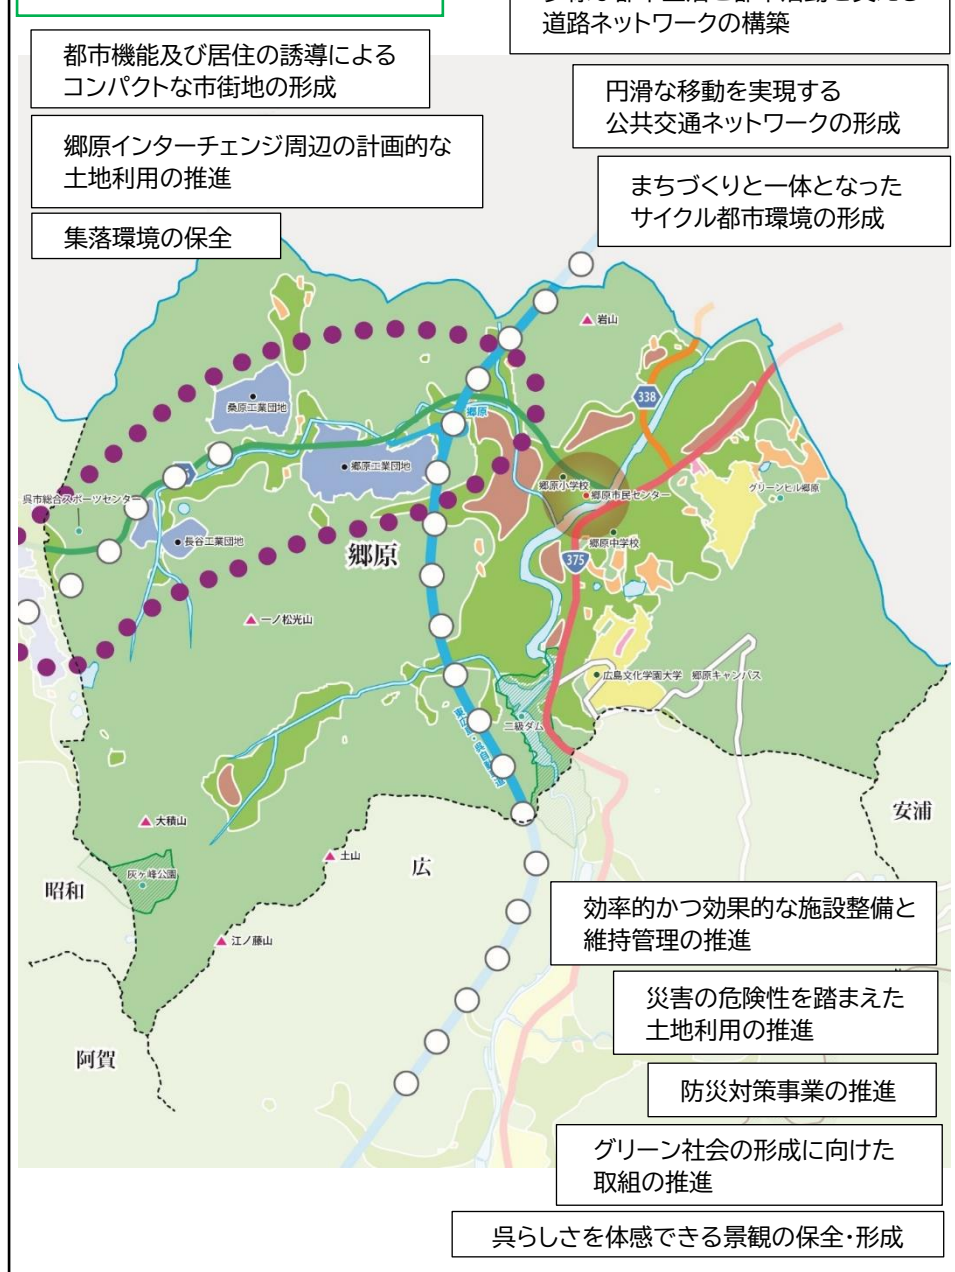 道路ネットワークの構築
都市機能及び居住の誘導による
コンパクトな市街地の形成
円滑な移動を実現する
公共交通ネットワークの形成
郷原インターチェンジ周辺の計画的な
土地利用の推進
まちづくりと一体となった
サイクル都市環境の形成
集落環境の保全
岩山
338
桑原工業団地
郷原
郷原工業団地
郷原小学校
郷原市民センター
グリーンヒル郷原
呉市総合スポーツセンター
長谷工業団地
郷原中学校
郷原
375
一ノ松光山
広島文化学園大学 郷原キャンパス
二級ダム
大積山
安浦
土山
広
灰ヶ峰公園
昭和
江ノ藤山
阿賀
効率的かつ効果的な施設整備と
維持管理の推進
災害の危険性を踏まえた
土地利用の推進
防災対策事業の推進
グリーン社会の形成に向けた
取組の推進
呉らしさを体感できる景観の保全・形成